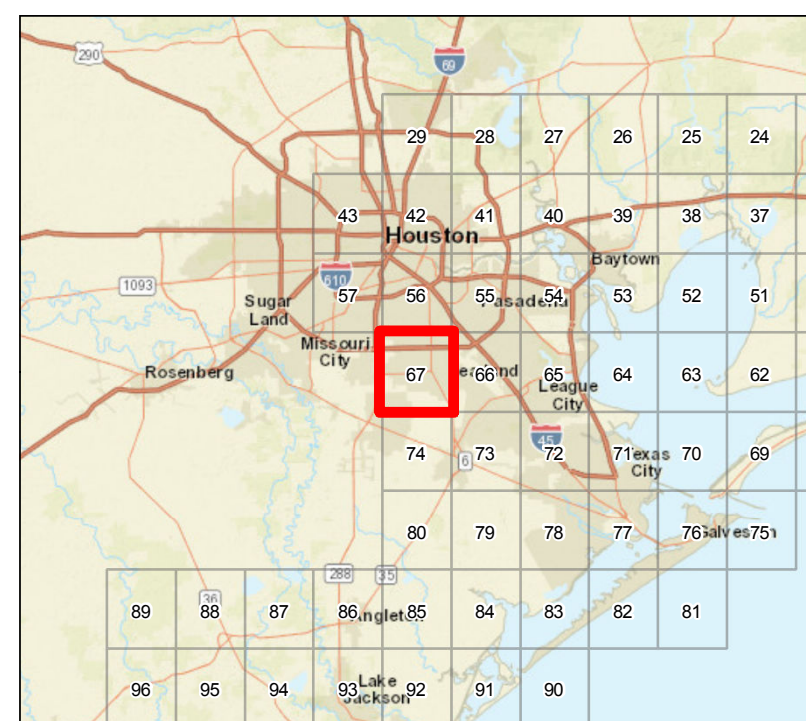 290
69
29 28 27 26 25 24
43 42 41 40 39 38 37
Houston
Baytown
1093
610
57 56 55 54 53 52 51
Pasadena
Sugar
Land
Missouri
City
Rosenberg
67 66 65 64 63 62
League
City
45
74 6 73 72 71 70 69
Texas
City
80 79 78 77 76 75
Galveston
288 35
36
89 88 87 86 85 84 83 82 81
Angleton
Lake
Jackson
96 95 94 93 92 91 90